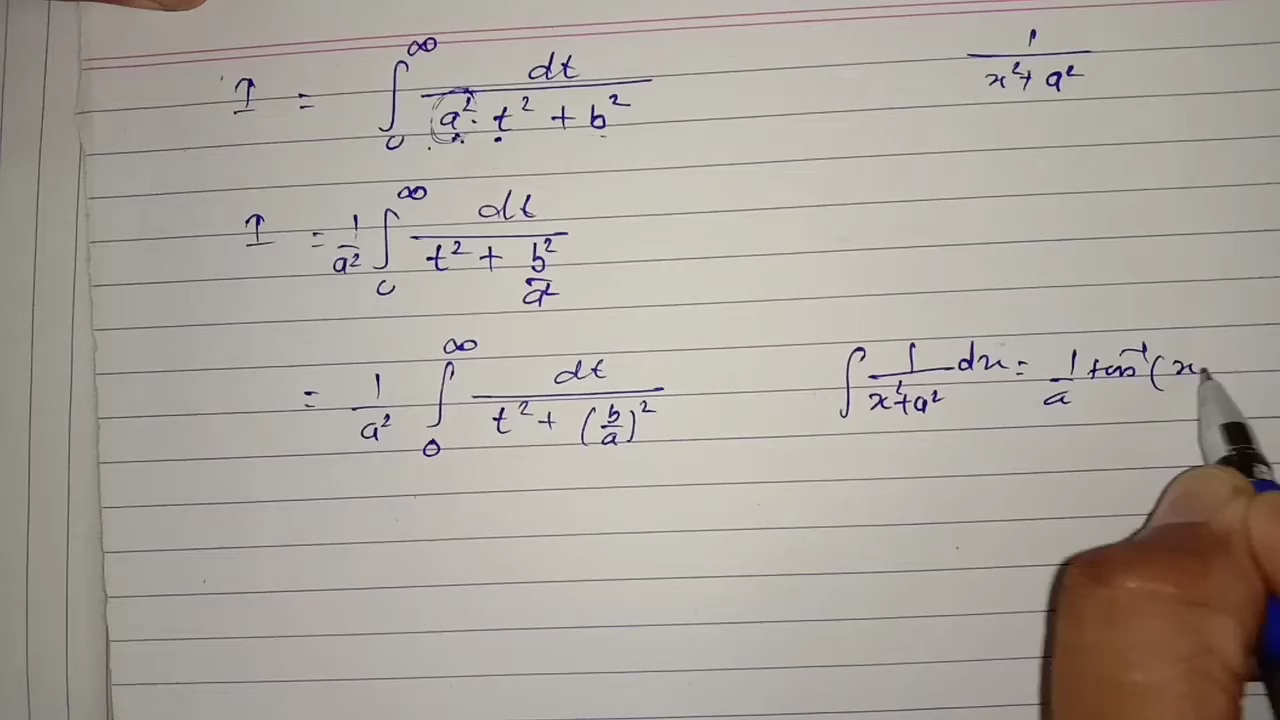 I = ∫₀^∞ dt / (a² · t² + b²)
1 / (x² + a²)
I = 1/a² ∫₀^∞ dt / (t² + b²/a²)
= 1/a² ∫₀^∞ dt / (t² + (b/a)²)
∫ 1/(x² + a²) dx = 1/a tan⁻¹(x